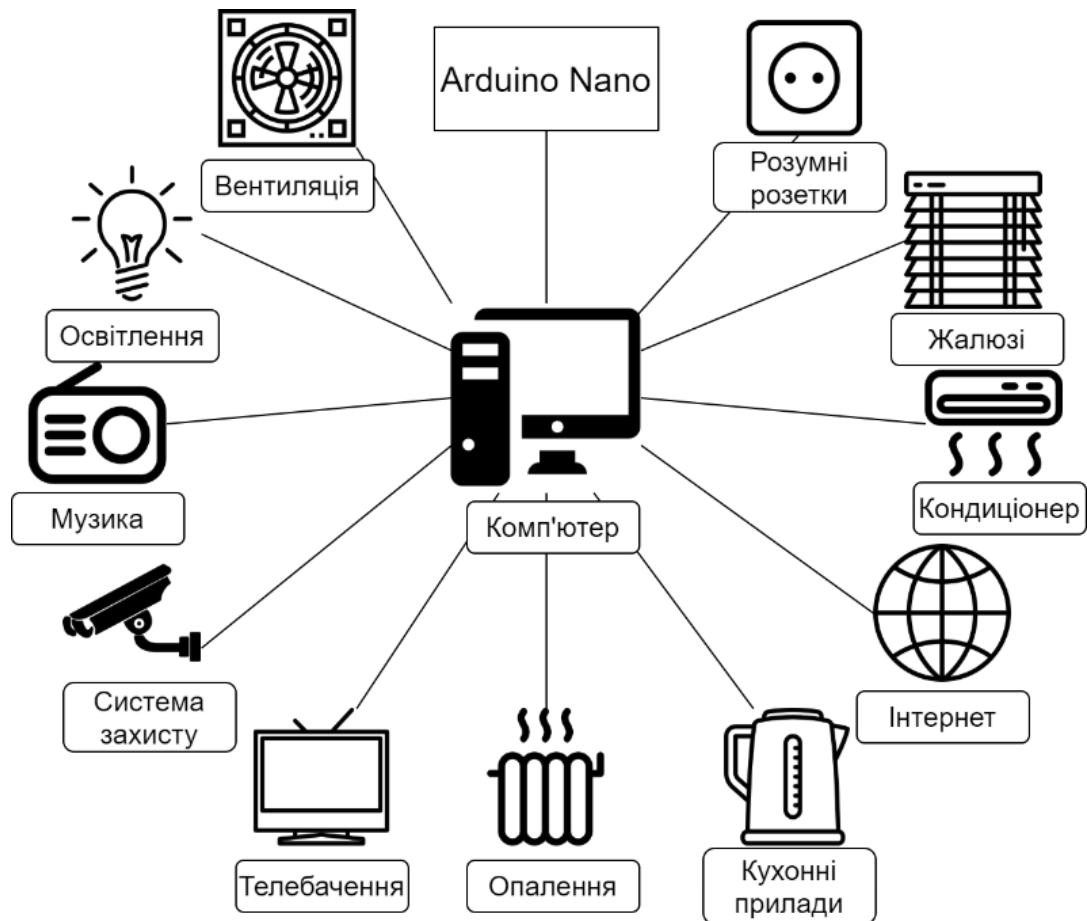 Arduino Nano
Вентиляція
Розумні
розетки
Освітлення
Жалюзі
Музика
Комп'ютер
Кондиціонер
Система
захисту
Інтернет
Телебачення
Опалення
Кухонні
прилади